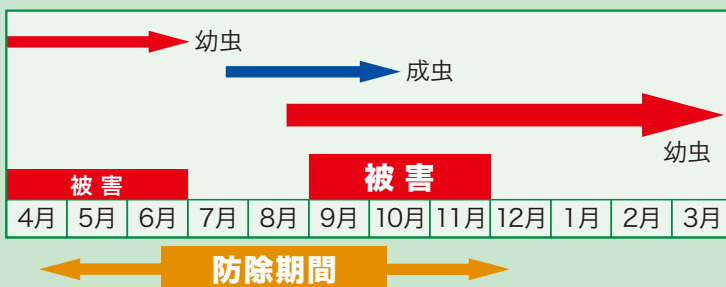 幼虫
成虫
幼虫
被害 被害
4月 5月 6月 7月 8月 9月 10月 11月 12月 1月 2月 3月
防除期間